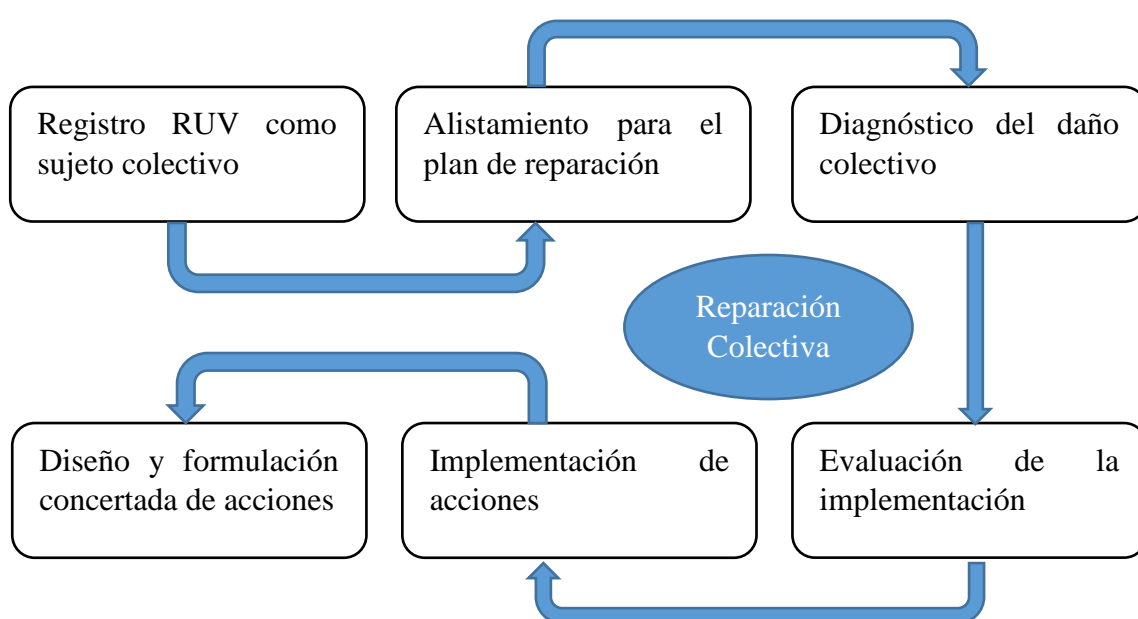 Registro RUV como
sujeto colectivo
Alistamiento para el
plan de reparación
Diagnóstico del daño
colectivo
Reparación
Colectiva
Diseño y formulación
concertada de acciones
Implementación de
acciones
Evaluación de la
implementación